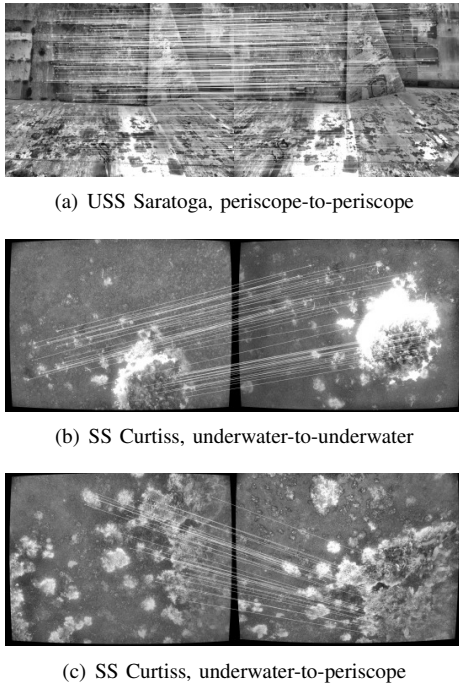 (a) USS Saratoga, periscope-to-periscope
(b) SS Curtiss, underwater-to-underwater
(c) SS Curtiss, underwater-to-periscope